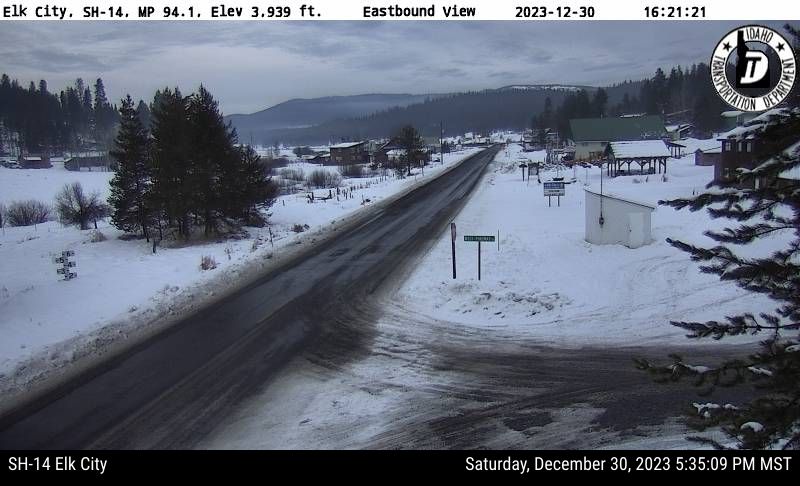 Elk City, SH-14, MP 94.1, Elev 3,939 ft. Eastbound View 2023-12-30 16:21:21
IDAHO
TRANSPORTATION DEPARTMENT
SH-14 Elk City
Saturday, December 30, 2023 5:35:09 PM MST